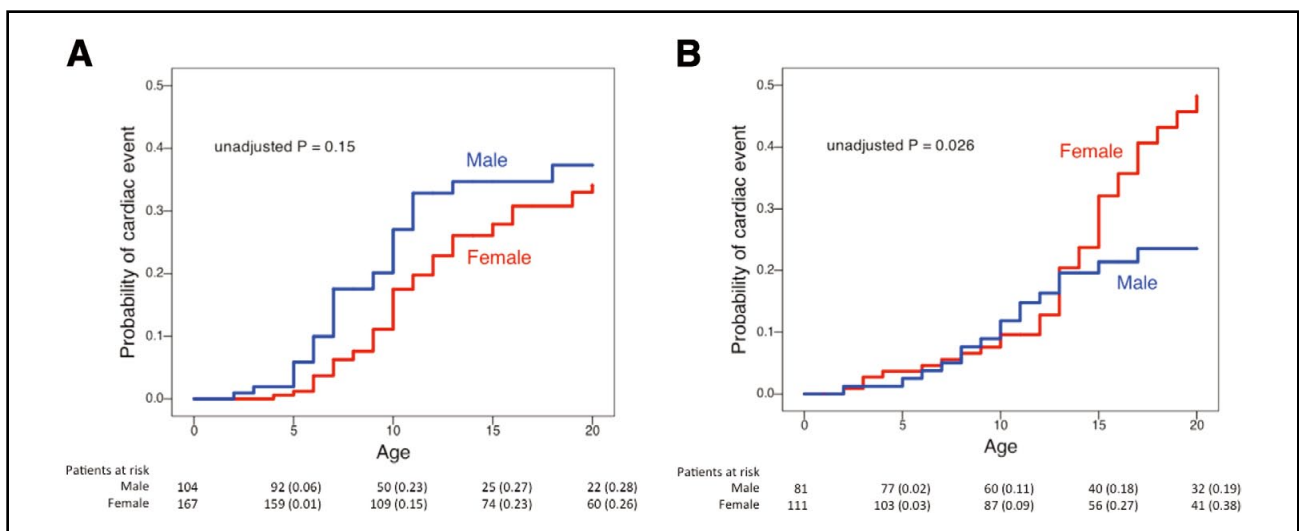 A
B
0.5
0.4
0.3
0.2
0.1
0.0
Probability of cardiac event
unadjusted P = 0.15
Male
Female
0 5 10 15 20
Age
Patients at risk
Male 104 92 (0.06) 50 (0.23) 25 (0.27) 22 (0.28)
Female 167 159 (0.01) 109 (0.15) 74 (0.23) 60 (0.26)
0.5
0.4
0.3
0.2
0.1
0.0
Probability of cardiac event
unadjusted P = 0.026
Female
Male
0 5 10 15 20
Age
Patients at risk
Male 81 77 (0.02) 60 (0.11) 40 (0.18) 32 (0.19)
Female 111 103 (0.03) 87 (0.09) 56 (0.27) 41 (0.38)